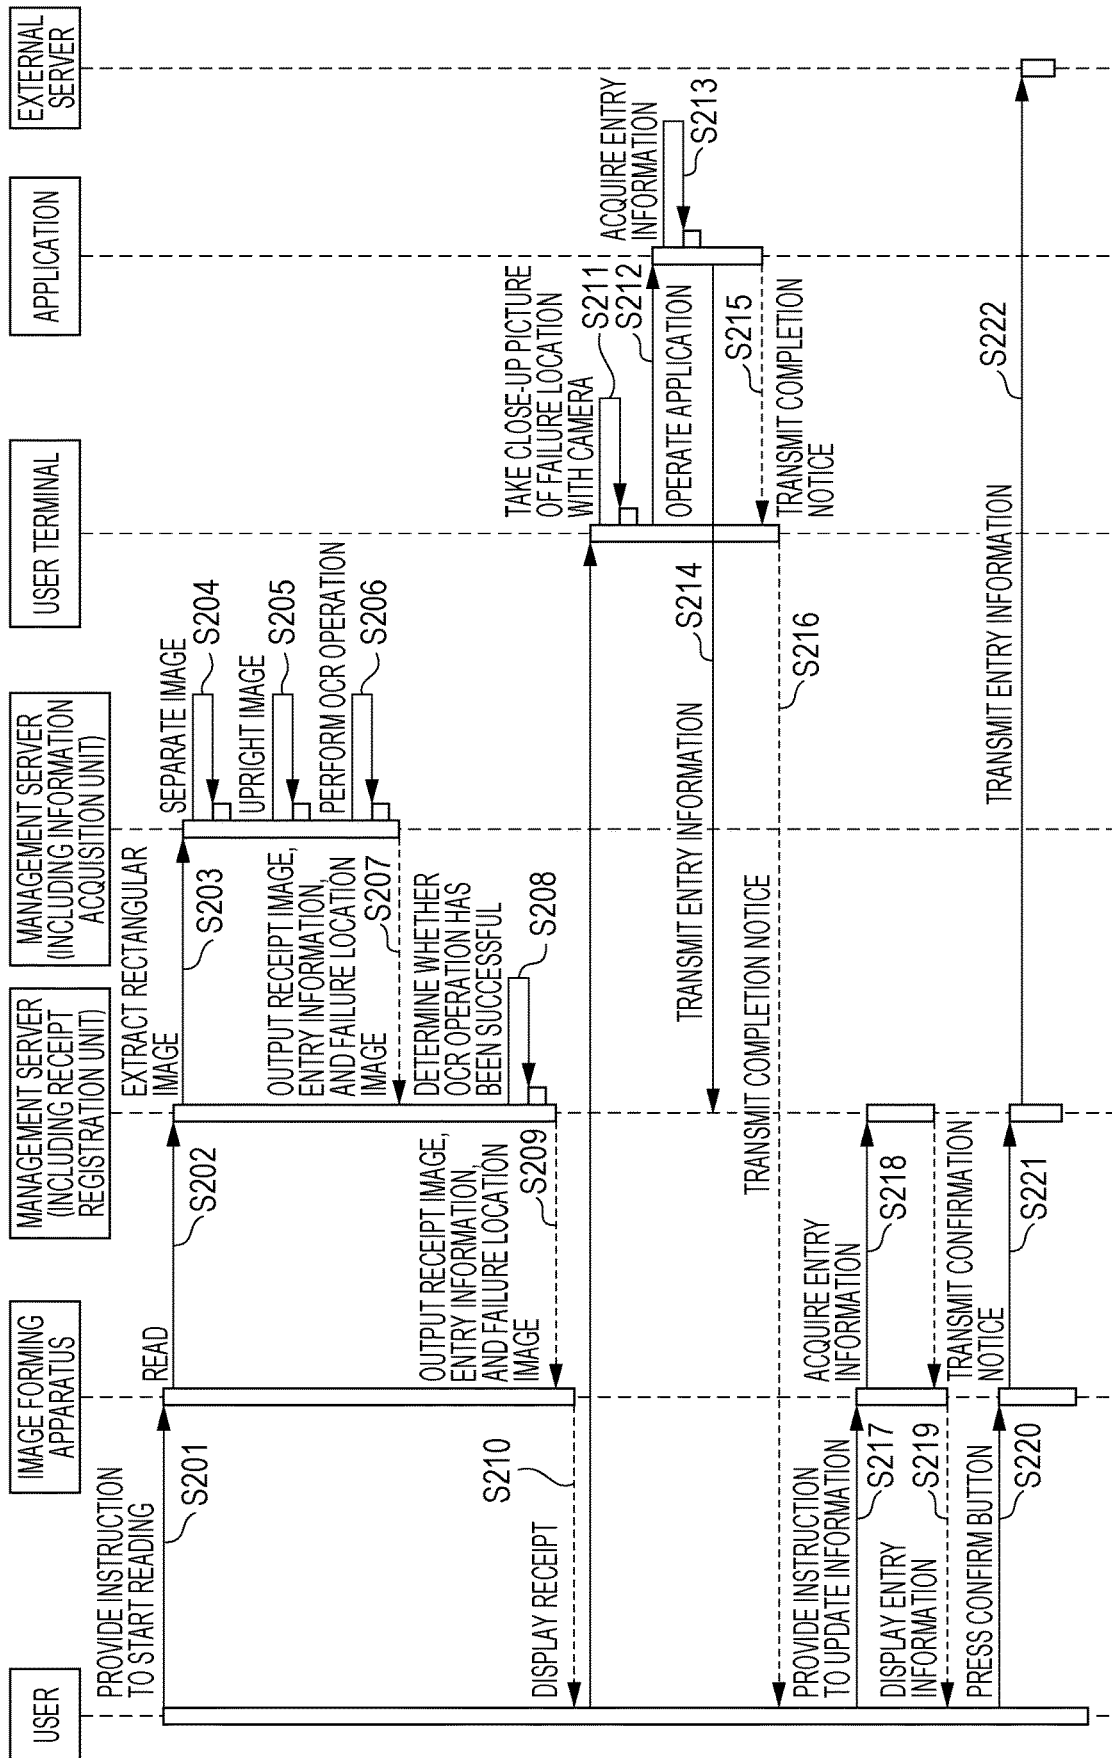 USER
IMAGE FORMING
APPARATUS
MANAGEMENT SERVER
(INCLUDING RECEIPT
REGISTRATION UNIT)
MANAGEMENT SERVER
(INCLUDING INFORMATION
ACQUISITION UNIT)
USER TERMINAL
APPLICATION
EXTERNAL
SERVER
PROVIDE INSTRUCTION
TO START READING
S201
READ
S202
EXTRACT RECTANGULAR
IMAGE
S203
SEPARATE IMAGE
S204
UPRIGHT IMAGE
S205
PERFORM OCR OPERATION
S206
OUTPUT RECEIPT IMAGE,
ENTRY INFORMATION,
AND FAILURE LOCATION
IMAGE
S207
DETERMINE WHETHER
OCR OPERATION HAS
BEEN SUCCESSFUL
S208
OUTPUT RECEIPT IMAGE,
ENTRY INFORMATION,
AND FAILURE LOCATION
IMAGE
S209
DISPLAY RECEIPT
S210
TAKE CLOSE-UP PICTURE
OF FAILURE LOCATION
WITH CAMERA
S211
S212
OPERATE APPLICATION
ACQUIRE ENTRY
INFORMATION
S213
TRANSMIT ENTRY INFORMATION
S214
S215
TRANSMIT COMPLETION
NOTICE
TRANSMIT COMPLETION NOTICE
S216
PROVIDE INSTRUCTION
TO UPDATE INFORMATION
S217
ACQUIRE ENTRY
INFORMATION
S218
DISPLAY ENTRY
INFORMATION
S219
TRANSMIT CONFIRMATION
NOTICE
PRESS CONFIRM BUTTON
S220
S221
TRANSMIT ENTRY INFORMATION
S222